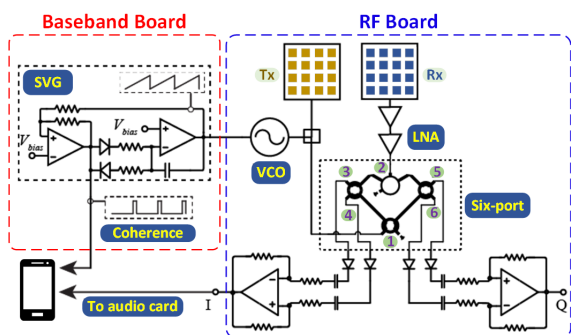 Baseband Board
RF Board
SVG
Tx
Rx
V_bias
V_bias
LNA
VCO
3
2
5
4
6
1
Six-port
Coherence
To audio card
I
Q